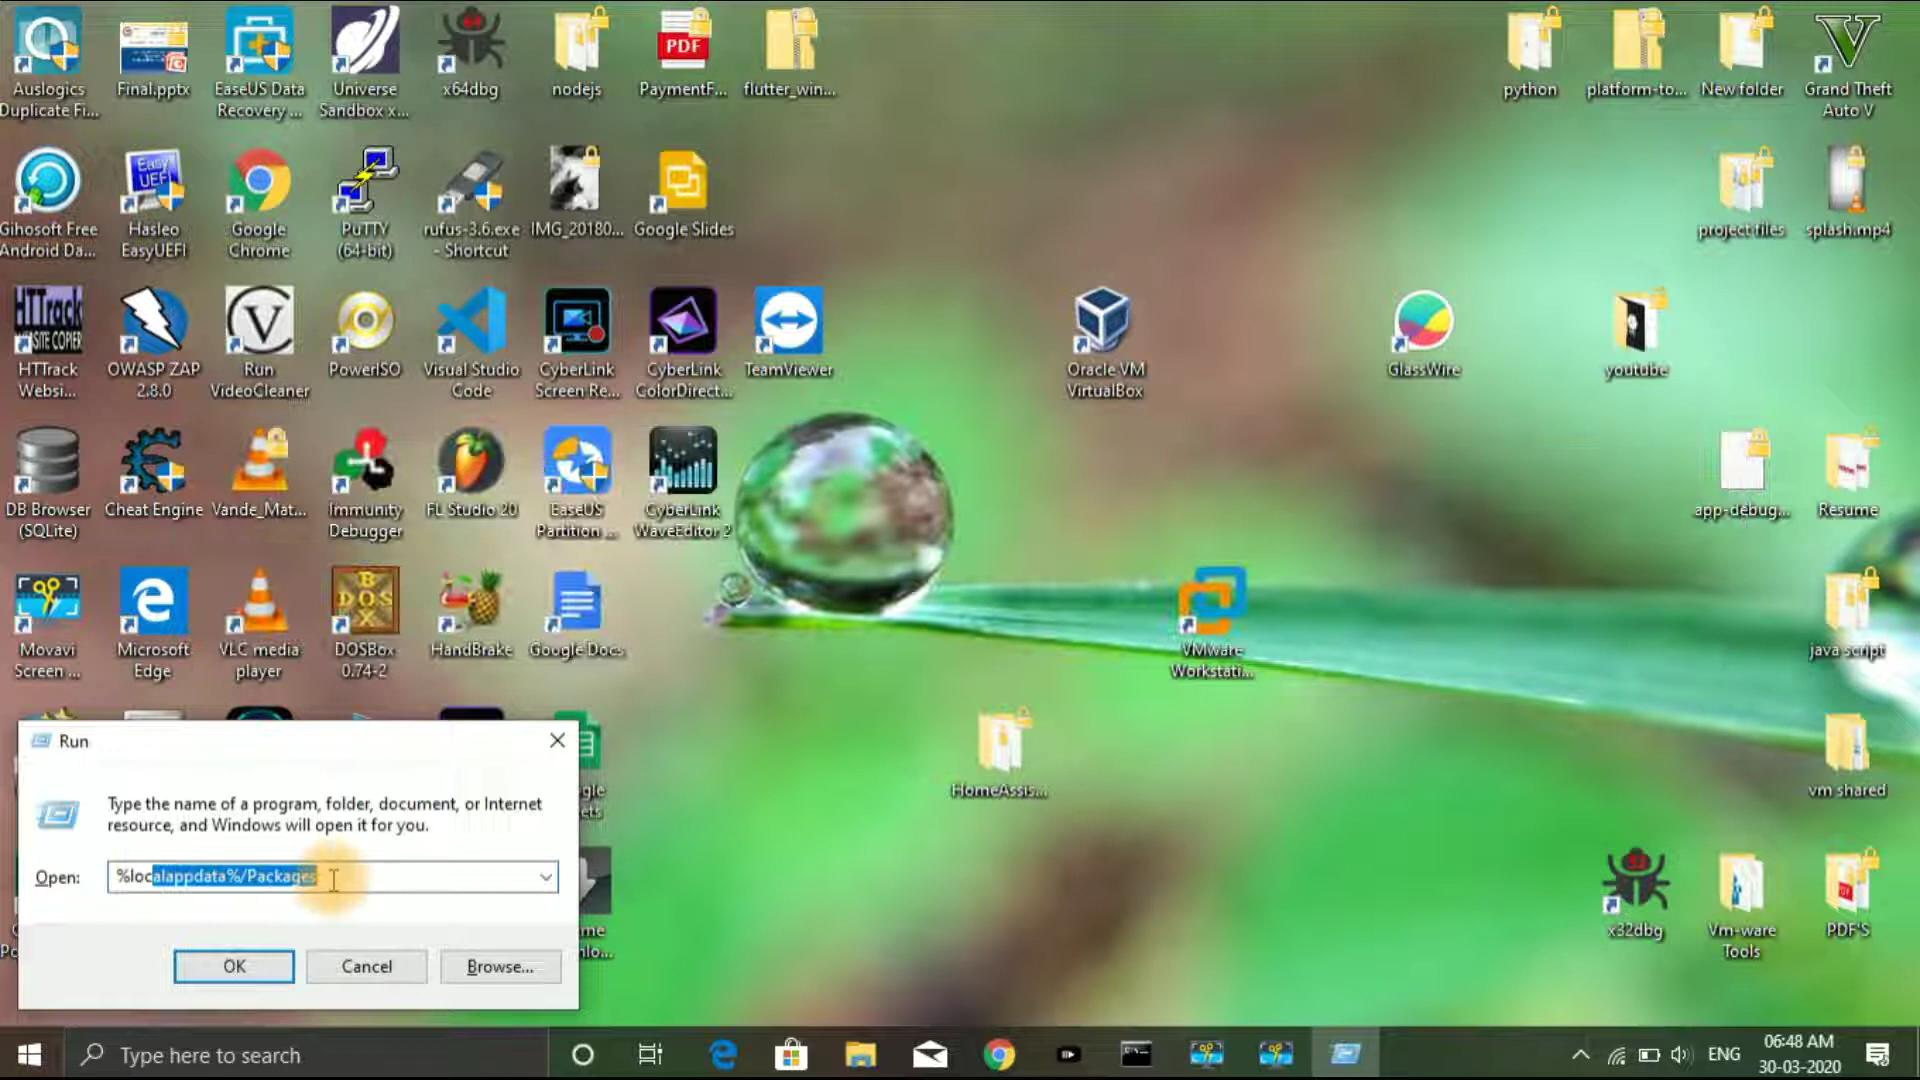 Auslogics
Duplicate Fi...
Final.pptx
EaseUS Data
Recovery ...
Universe
Sandbox x...
x64dbg
nodejs
PDF
PaymentF...
flutter_win...
python
platform-to...
New folder
Grand Theft
Auto V
Gihosoft Free
Android Da...
Easy
UEFI
Hasleo
EasyUEFI
Google
Chrome
PuTTY
(64-bit)
rufus-3.6.exe
- Shortcut
IMG_20180...
Google Slides
project files
splash.mp4
HTTrack
WEBSITE COPIER
HTTrack
Websi...
OWASP ZAP
2.8.0
V
Run
VideoCleaner
PowerISO
Visual Studio
Code
CyberLink
Screen Re...
CyberLink
ColorDirect...
TeamViewer
Oracle VM
VirtualBox
GlassWire
youtube
DB Browser
(SQLite)
Cheat Engine
Vande_Mat...
Immunity
Debugger
FL Studio 20
EaseUS
Partition ...
CyberLink
WaveEditor 2
app-debug...
Resume
Movavi
Screen ...
Microsoft
Edge
VLC media
player
DOSBox
0.74-2
HandBrake
Google Docs
VMware
Workstati...
java script
HomeAssis...
vm shared
x32dbg
Vm-ware
Tools
PDF'S
Run
Type the name of a program, folder, document, or Internet
resource, and Windows will open it for you.
Open:
%localappdata%/Packages
OK
Cancel
Browse...
Type here to search
ENG
06:48 AM
30-03-2020